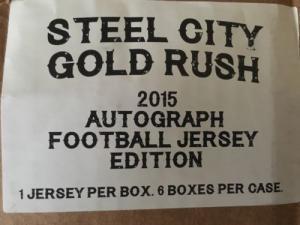 STEEL CITY
GOLD RUSH
2015
AUTOGRAPH
FOOTBALL JERSEY
EDITION
1 JERSEY PER BOX. 6 BOXES PER CASE.